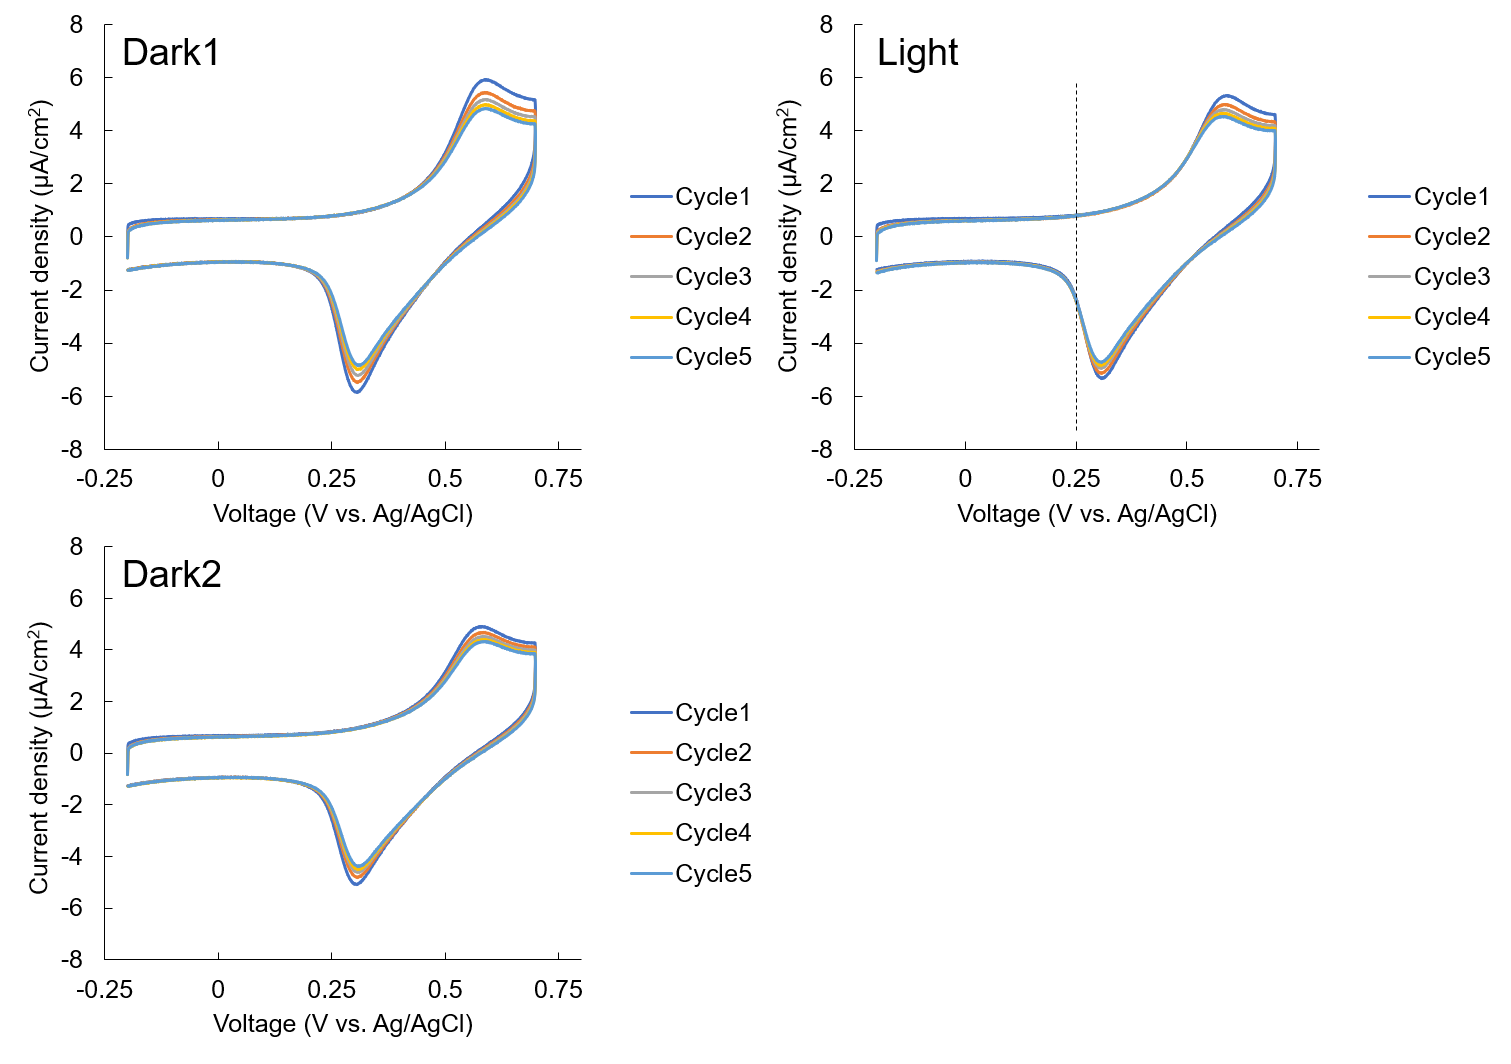 Dark1
8
6
4
2
0
-2
-4
-6
-8
-0.25 0 0.25 0.5 0.75
Current density (µA/cm2)
Voltage (V vs. Ag/AgCl)
Cycle1
Cycle2
Cycle3
Cycle4
Cycle5
Light
8
6
4
2
0
-2
-4
-6
-8
-0.25 0 0.25 0.5 0.75
Current density (µA/cm2)
Voltage (V vs. Ag/AgCl)
Cycle1
Cycle2
Cycle3
Cycle4
Cycle5
Dark2
8
6
4
2
0
-2
-4
-6
-8
-0.25 0 0.25 0.5 0.75
Current density (µA/cm2)
Voltage (V vs. Ag/AgCl)
Cycle1
Cycle2
Cycle3
Cycle4
Cycle5